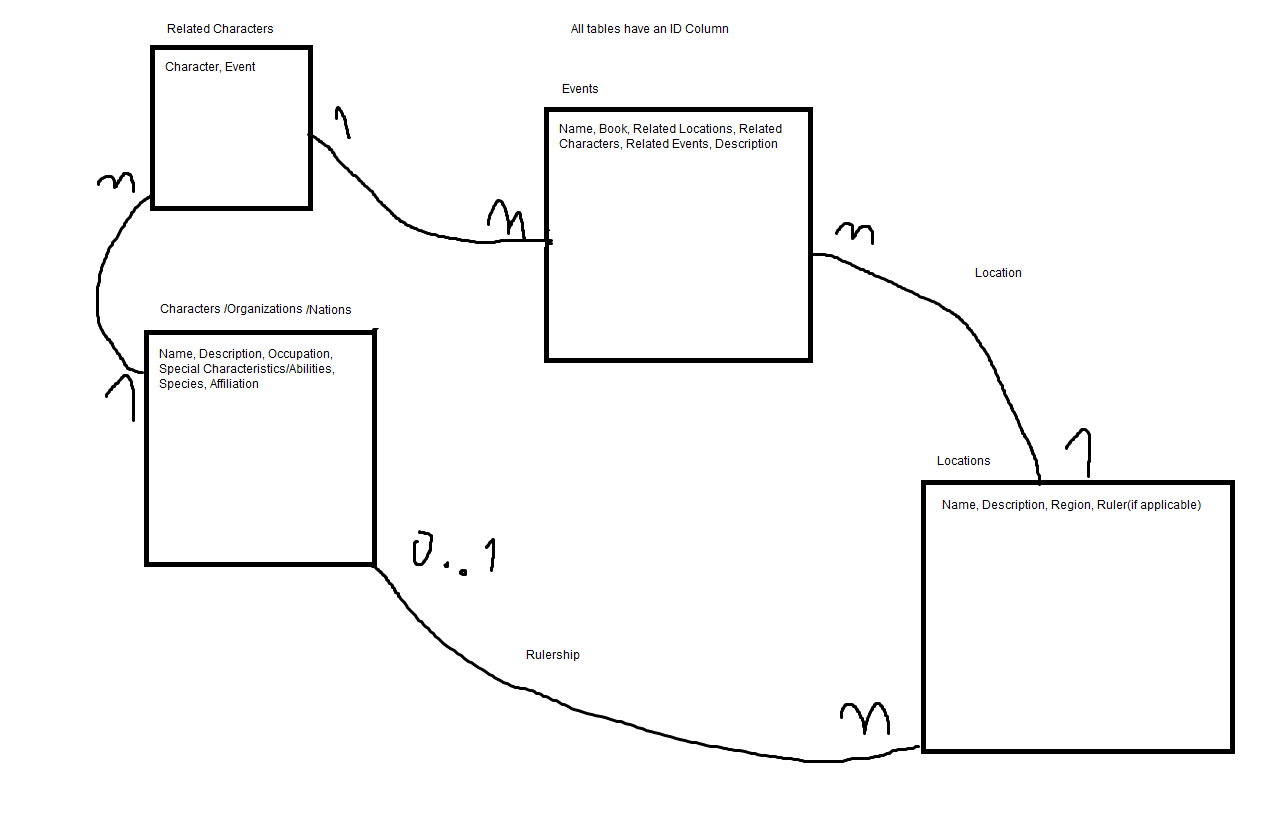 Related Characters
All tables have an ID Column
Character, Event
Events
1
Name, Book, Related Locations, Related
Characters, Related Events, Description
n
n
n
Location
Characters /Organizations /Nations
Name, Description, Occupation,
Special Characteristics/Abilities,
Species, Affiliation
1
1
Locations
Name, Description, Region, Ruler(if applicable)
0..1
Rulership
n